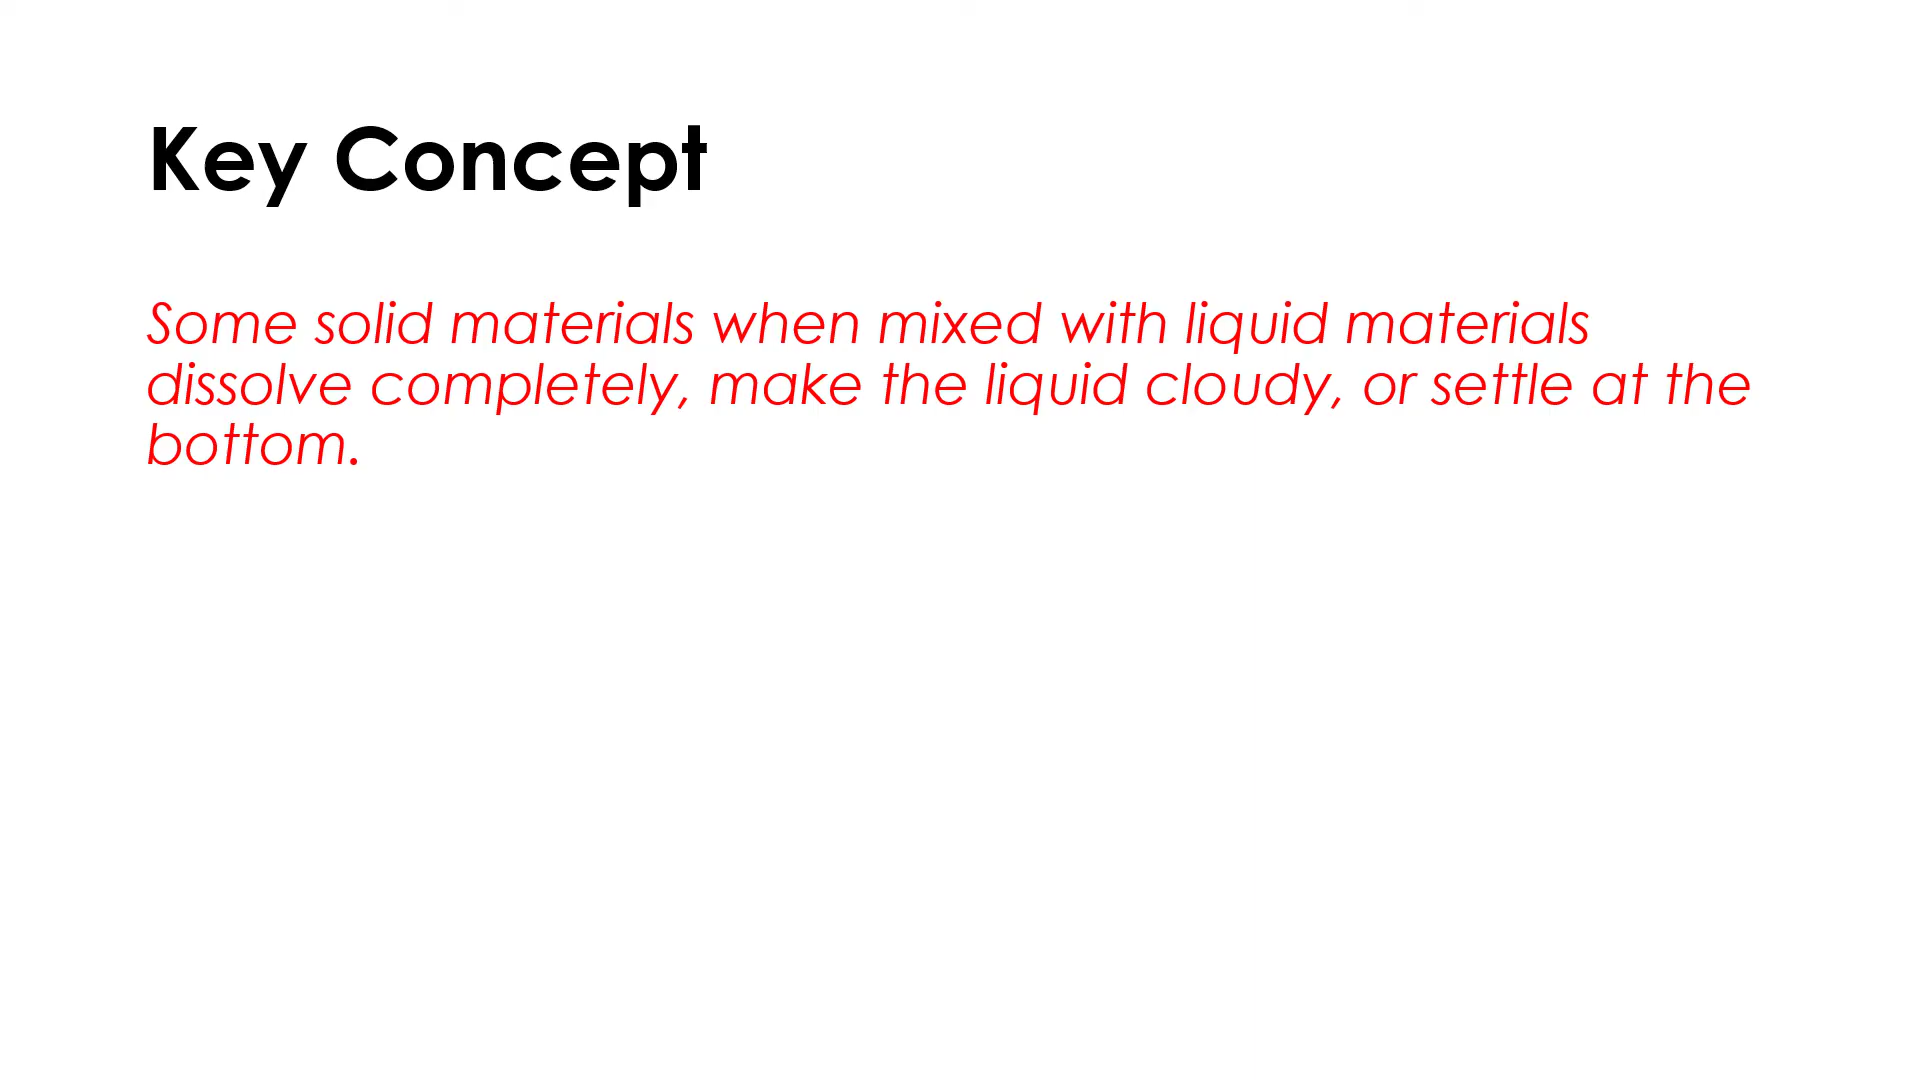 Key Concept
Some solid materials when mixed with liquid materials
dissolve completely, make the liquid cloudy, or settle at the
bottom.